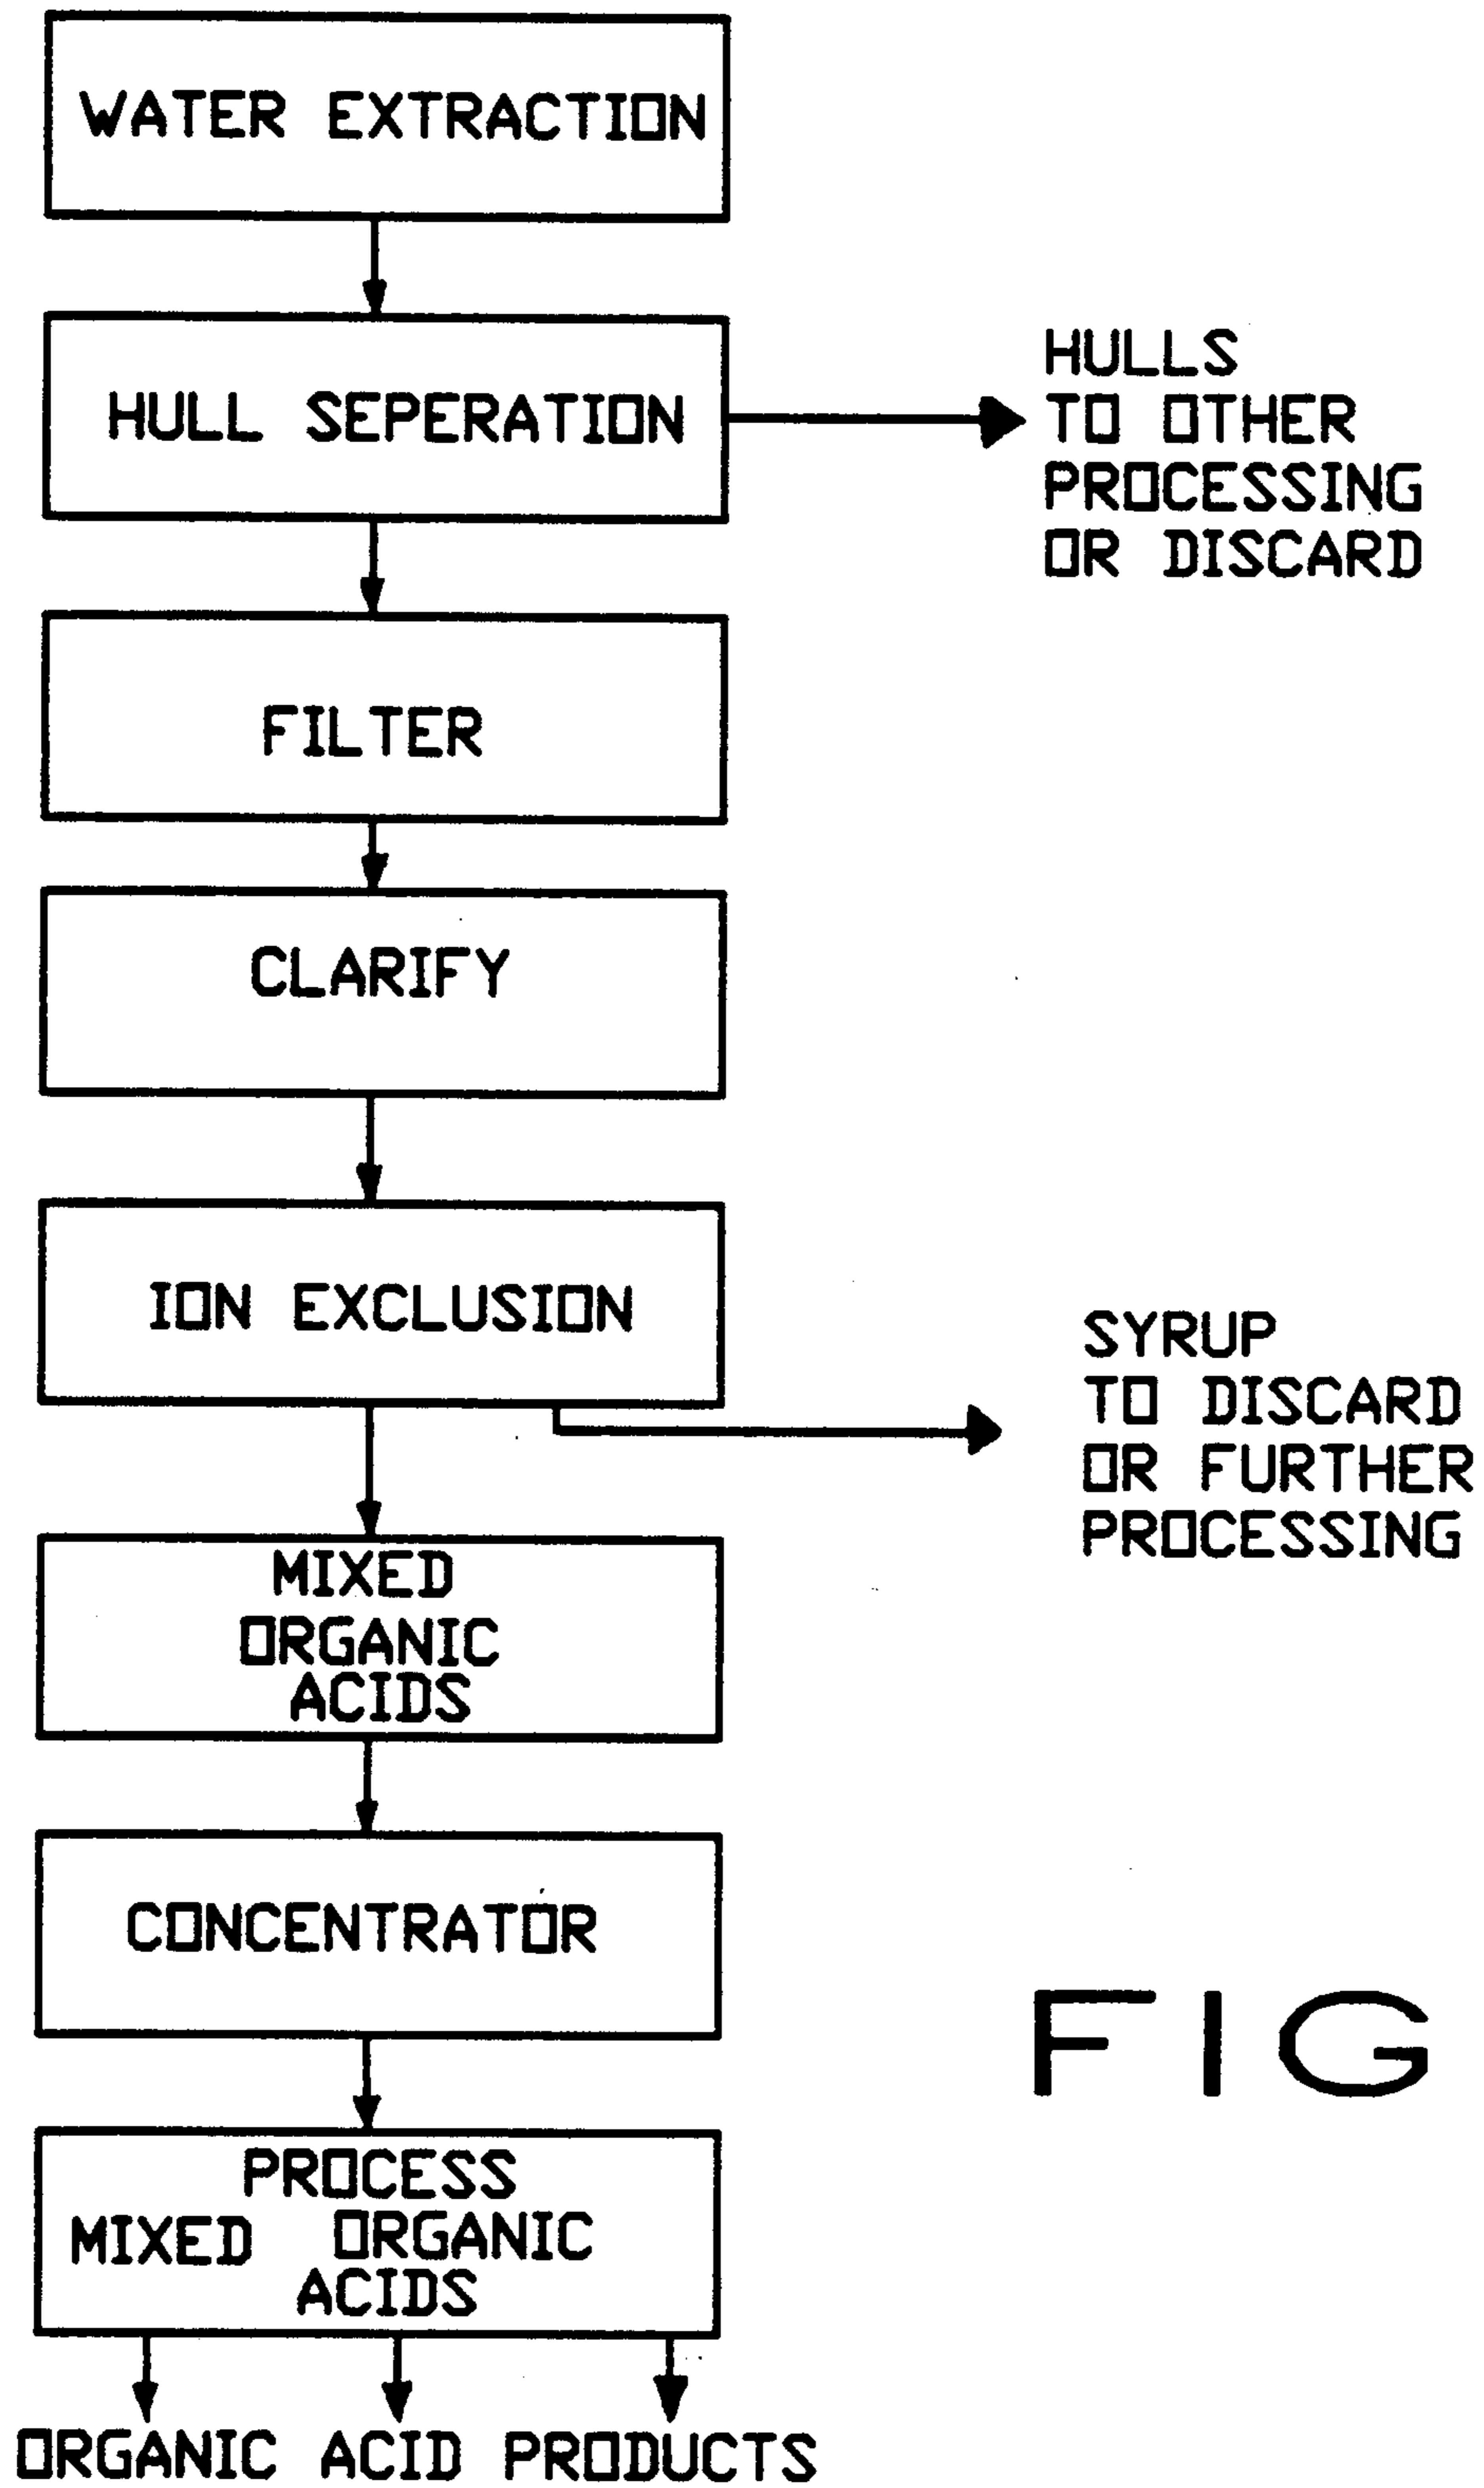 WATER EXTRACTION
HULL SEPERATION
HULLS
TO OTHER
PROCESSING
OR DISCARD
FILTER
CLARIFY
ION EXCLUSION
SYRUP
TO DISCARD
OR FURTHER
PROCESSING
MIXED
ORGANIC
ACIDS
CONCENTRATOR
FIG
PROCESS
MIXED ORGANIC
ACIDS
ORGANIC ACID PRODUCTS